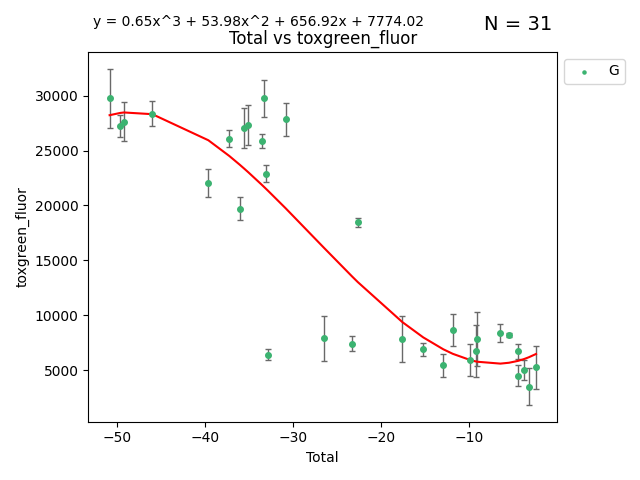 y = 0.65x^3 + 53.98x^2 + 656.92x + 7774.02
N = 31
Total vs toxgreen_fluor
G
30000
25000
20000
15000
10000
5000
toxgreen_fluor
−50
−40
−30
−20
−10
Total